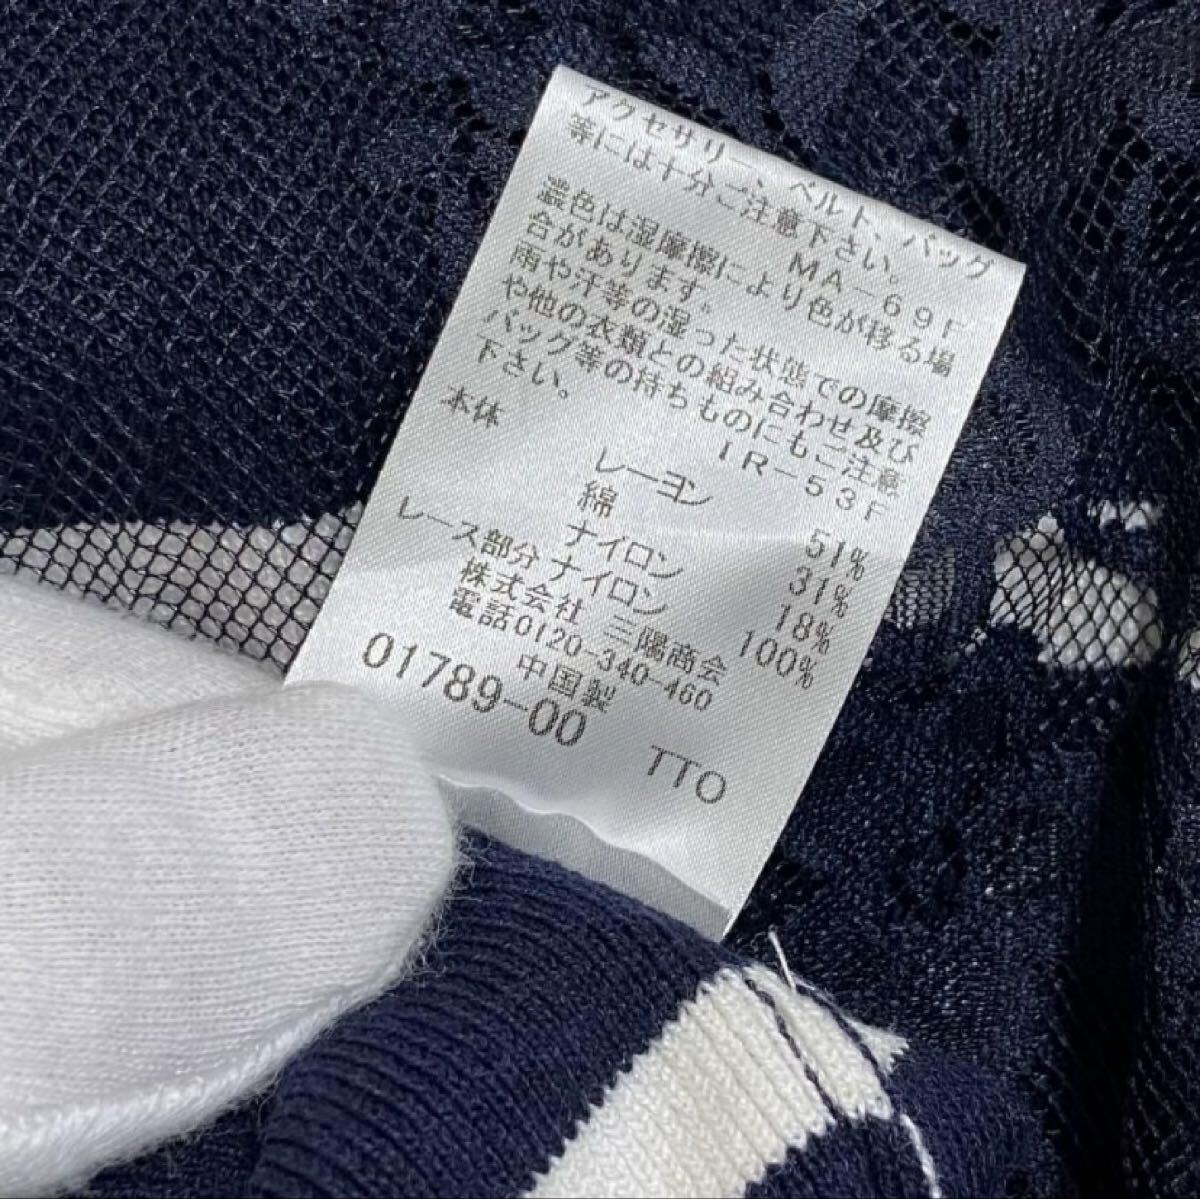 アクセサリー、ベルト、バッグ
等には十分ご注意下さい。
MA-69F
濃色は湿摩擦により色が移る場
合があります。
雨や汗等の湿った状態での摩擦
や他の衣類との組み合わせ及び
バッグ等の持ちものにもご注意
下さい。
IR-53F
本体
レーヨン 51%
綿 31%
ナイロン 18%
レース部分 ナイロン 100%
株式会社 三陽商会
電話0120-340-460
中国製
01789-00 TTO